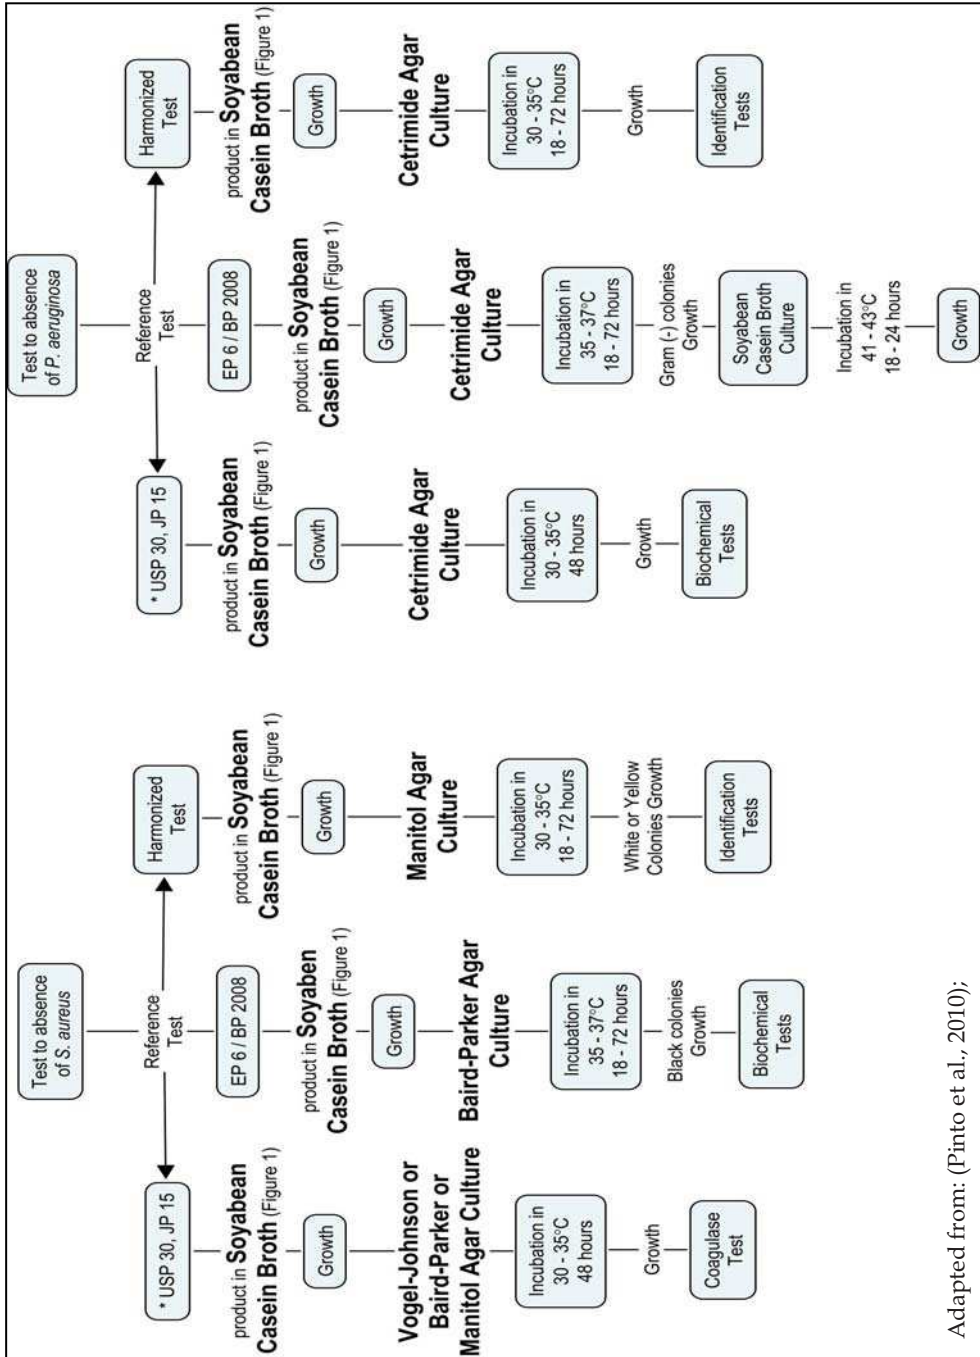 Test to absence
of S. aureus
Reference
Test
* USP 30, JP 15
product in Soyabean
Casein Broth (Figure 1)
Growth
Vogel-Johnson or
Baird-Parker or
Manitol Agar Culture
Incubation in
30 - 35°C
48 hours
Growth
Coagulase
Test
EP 6 / BP 2008
product in Soyaben
Casein Broth (Figure 1)
Growth
Baird-Parker Agar
Culture
Incubation in
35 - 37°C
18 - 72 hours
Black colonies
Growth
Biochemical
Tests
Harmonized
Test
product in Soyabean
Casein Broth (Figure 1)
Growth
Manitol Agar
Culture
Incubation in
30 - 35°C
18 - 72 hours
White or Yellow
Colonies Growth
Identification
Tests
Test to absence
of P. aeruginosa
Reference
Test
* USP 30, JP 15
product in Soyabean
Casein Broth (Figure 1)
Growth
Cetrimide Agar
Culture
Incubation in
30 - 35°C
48 hours
Growth
Biochemical
Tests
EP 6 / BP 2008
product in Soyabean
Casein Broth (Figure 1)
Growth
Cetrimide Agar
Culture
Incubation in
35 - 37°C
18 - 72 hours
Gram (-) colonies
Growth
Soyabean
Casein Broth
Culture
Incubation in
41 - 43°C
18 - 24 hours
Growth
Harmonized
Test
product in Soyabean
Casein Broth (Figure 1)
Growth
Cetrimide Agar
Culture
Incubation in
30 - 35°C
18 - 72 hours
Growth
Identification
Tests
Adapted from: (Pinto et al., 2010);